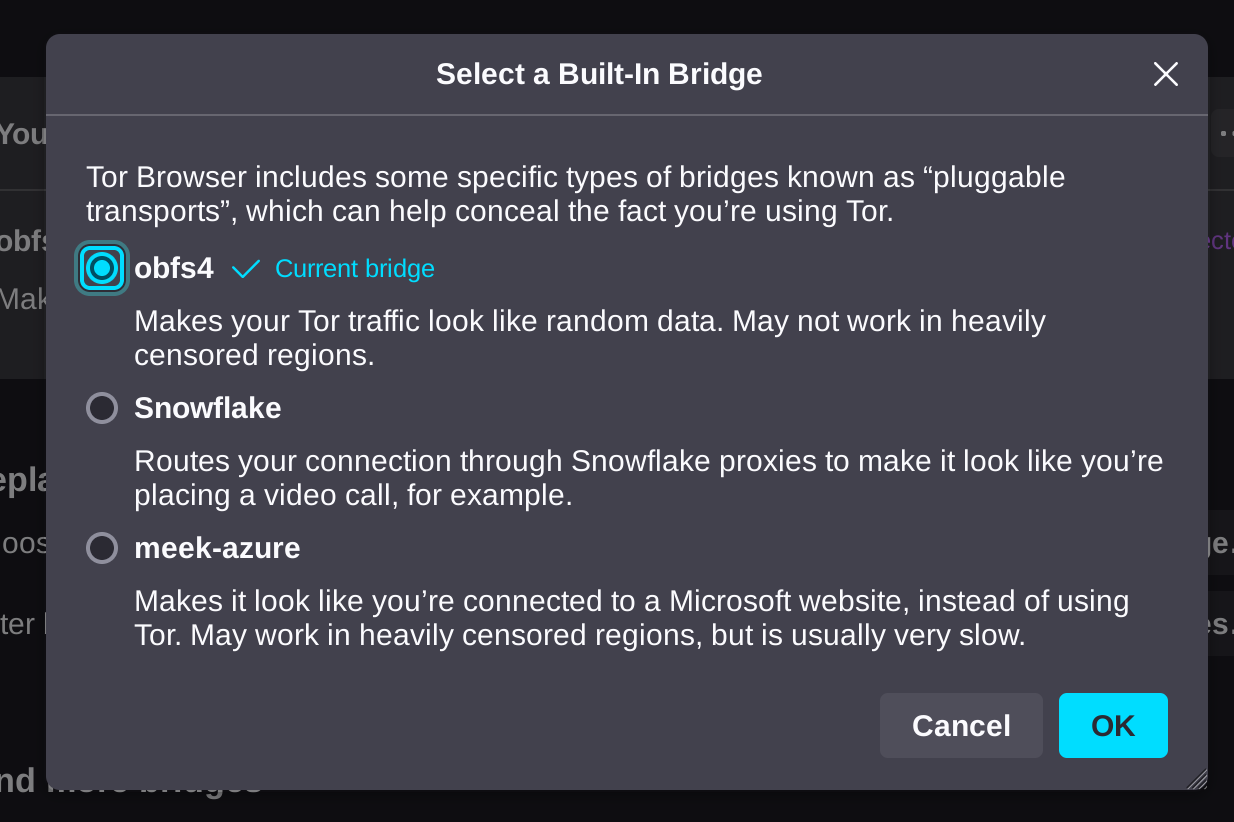 Select a Built-In Bridge
You
Tor Browser includes some specific types of bridges known as “pluggable
transports”, which can help conceal the fact you’re using Tor.
obfs4 Current bridge
Makes your Tor traffic look like random data. May not work in heavily
censored regions.
Snowflake
Routes your connection through Snowflake proxies to make it look like you’re
placing a video call, for example.
meek-azure
Makes it look like you’re connected to a Microsoft website, instead of using
Tor. May work in heavily censored regions, but is usually very slow.
Cancel OK